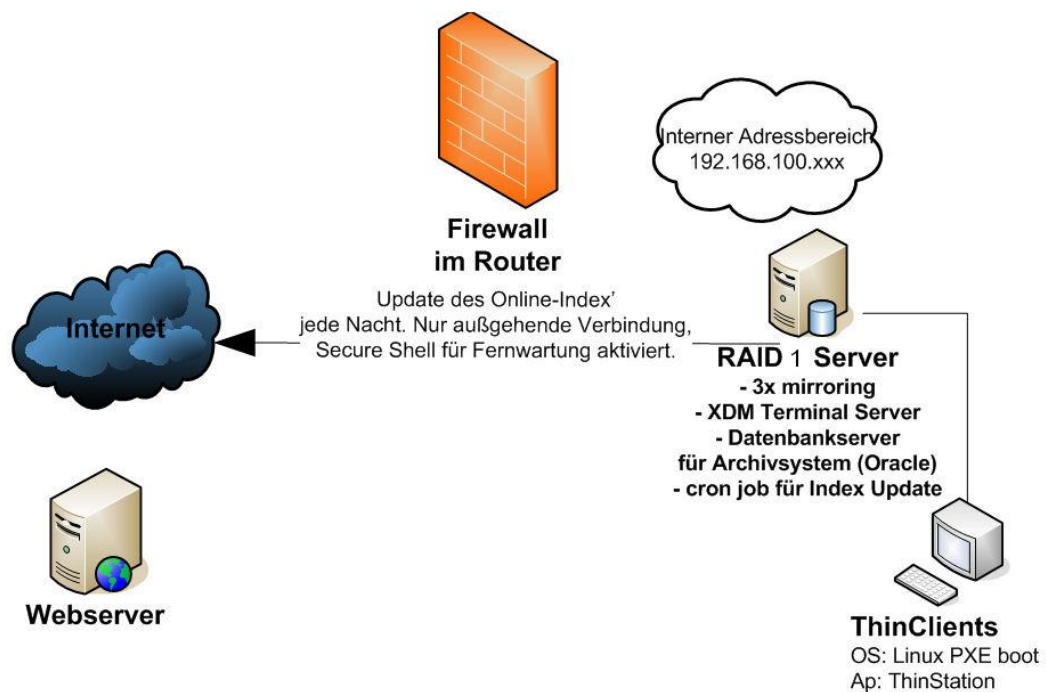 Interner Adressbereich
192.168.100.xxx
Firewall
im Router
Update des Online-Index'
jede Nacht. Nur außgehende Verbindung,
Secure Shell für Fernwartung aktiviert.
Internet
RAID 1 Server
- 3x mirroring
- XDM Terminal Server
- Datenbankserver
für Archivsystem (Oracle)
- cron job für Index Update
Webserver
ThinClients
OS: Linux PXE boot
Ap: ThinStation